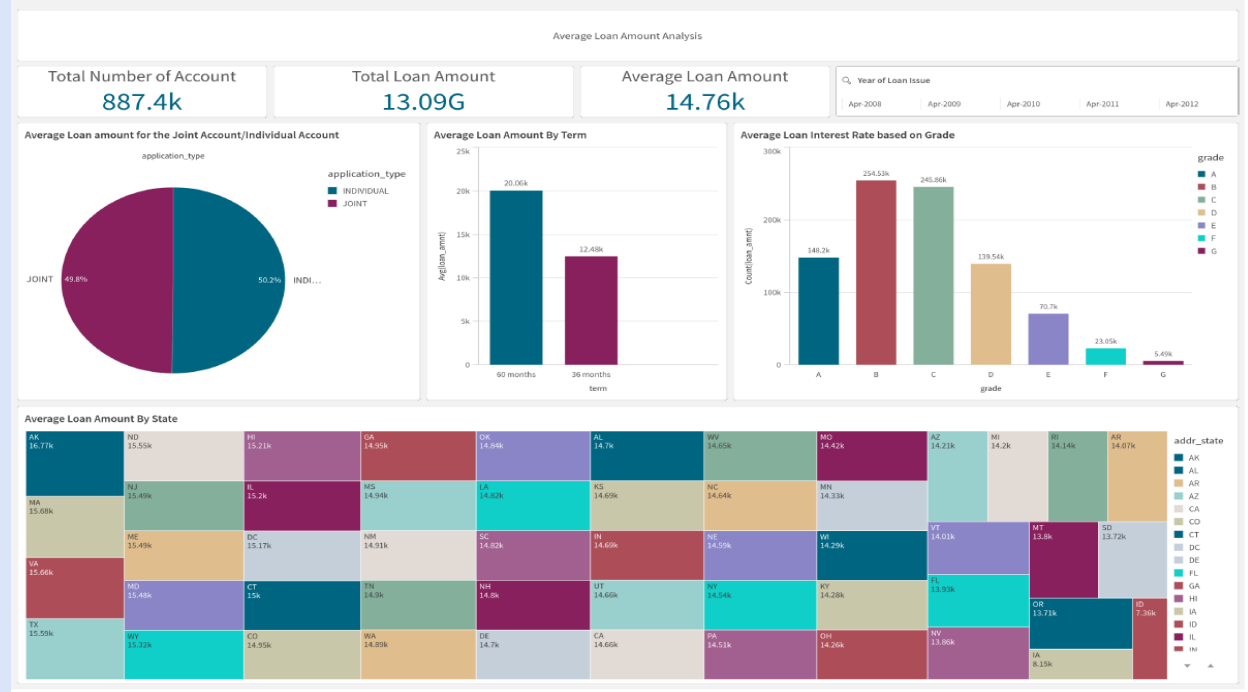 Average Loan Amount Analysis
Total Number of Account
887.4k
Total Loan Amount
13.09G
Average Loan Amount
14.76k
Year of Loan Issue
Apr-2008 Apr-2009 Apr-2010 Apr-2011 Apr-2012
Average Loan amount for the Joint Account/Individual Account
application_type
application_type
INDIVIDUAL
JOINT
JOINT 49.8% 50.2% INDI...
Average Loan Amount By Term
25k
20k
15k
10k
5k
0
Avg(loan_amnt)
20.06k
12.48k
60 months 36 months
term
Average Loan Interest Rate based on Grade
300k
200k
100k
0
Count(loan_amnt)
148.2k
254.53k
245.86k
139.54k
70.7k
23.05k
5.49k
A B C D E F G
grade
grade
A
B
C
D
E
F
G
Average Loan Amount By State
AK
16.77k
MA
15.68k
VA
15.66k
TX
15.59k
ND
15.55k
NJ
15.49k
ME
15.49k
MD
15.48k
WY
15.32k
HI
15.21k
IL
15.2k
DC
15.17k
CT
15k
CO
14.95k
GA
14.95k
MS
14.94k
NM
14.91k
TN
14.9k
WA
14.89k
OK
14.84k
LA
14.82k
SC
14.82k
NH
14.8k
DE
14.7k
AL
14.7k
KS
14.69k
IN
14.69k
UT
14.66k
CA
14.66k
WV
14.65k
NC
14.64k
NE
14.59k
NY
14.54k
PA
14.51k
MO
14.42k
MN
14.33k
WI
14.29k
KY
14.28k
OH
14.26k
AZ
14.21k
MI
14.2k
RI
14.14k
AR
14.07k
VT
14.01k
FL
13.93k
NV
13.86k
MT
13.8k
SD
13.72k
OR
13.71k
IA
8.15k
ID
7.36k
addr_state
AK
AL
AR
AZ
CA
CO
CT
DC
DE
FL
GA
HI
IA
ID
IL
IN